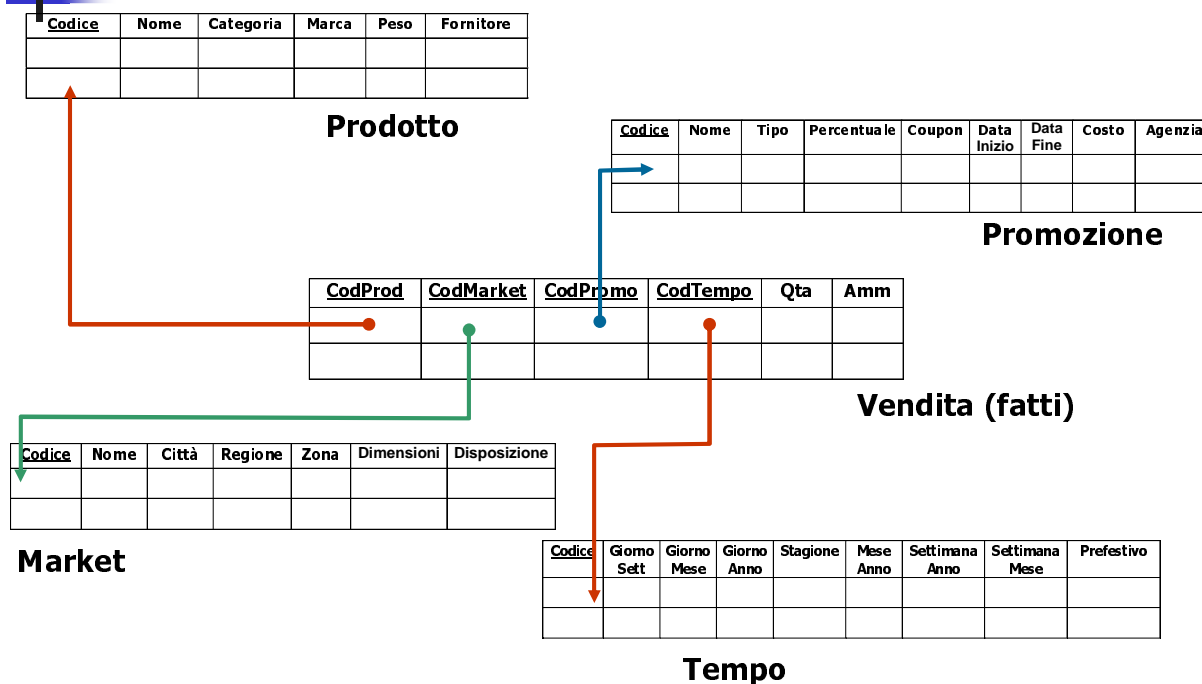 Codice Nome Categoria Marca Peso Fornitore
Prodotto
Codice Nome Tipo Percentuale Coupon Data Inizio Data Fine Costo Agenzia
Promozione
CodProd CodMarket CodPromo CodTempo Qta Amm
Vendita (fatti)
Codice Nome Città Regione Zona Dimensioni Disposizione
Market
Codice Giorno Sett Giorno Mese Giorno Anno Stagione Mese Anno Settimana Anno Settimana Mese Prefestivo
Tempo